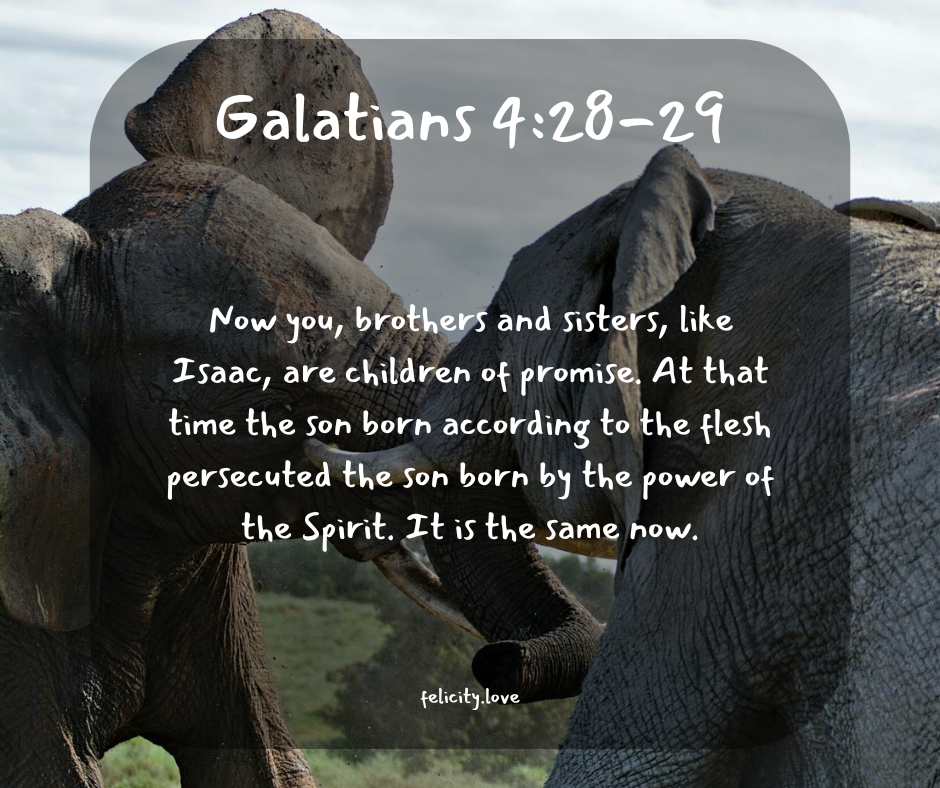 Galatians 4:28-29
Now you, brothers and sisters, like
Isaac, are children of promise. At that
time the son born according to the flesh
persecuted the son born by the power of
the Spirit. It is the same now.
felicity.love